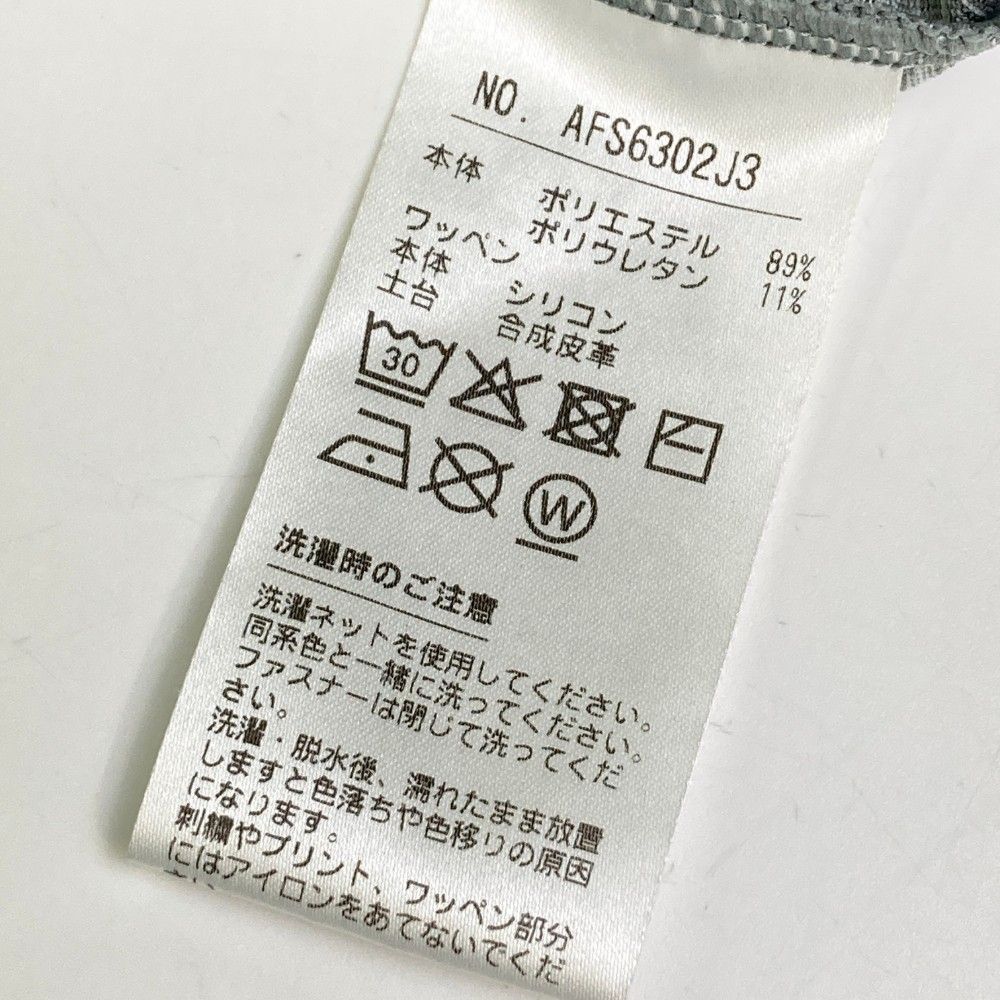 NO. AFS6302J3
本体 ポリエステル 89%
ポリウレタン 11%
ワッペン
本体 シリコン
土台 合成皮革
30
W
洗濯時のご注意
洗濯ネットを使用してください。
同系色と一緒に洗ってください。
ファスナーは閉じて洗ってくだ
さい。
洗濯・脱水後、濡れたまま放置
しますと色落ちや色移りの原因
になります。
刺繍やプリント、ワッペン部分
にはアイロンをあてないでくだ